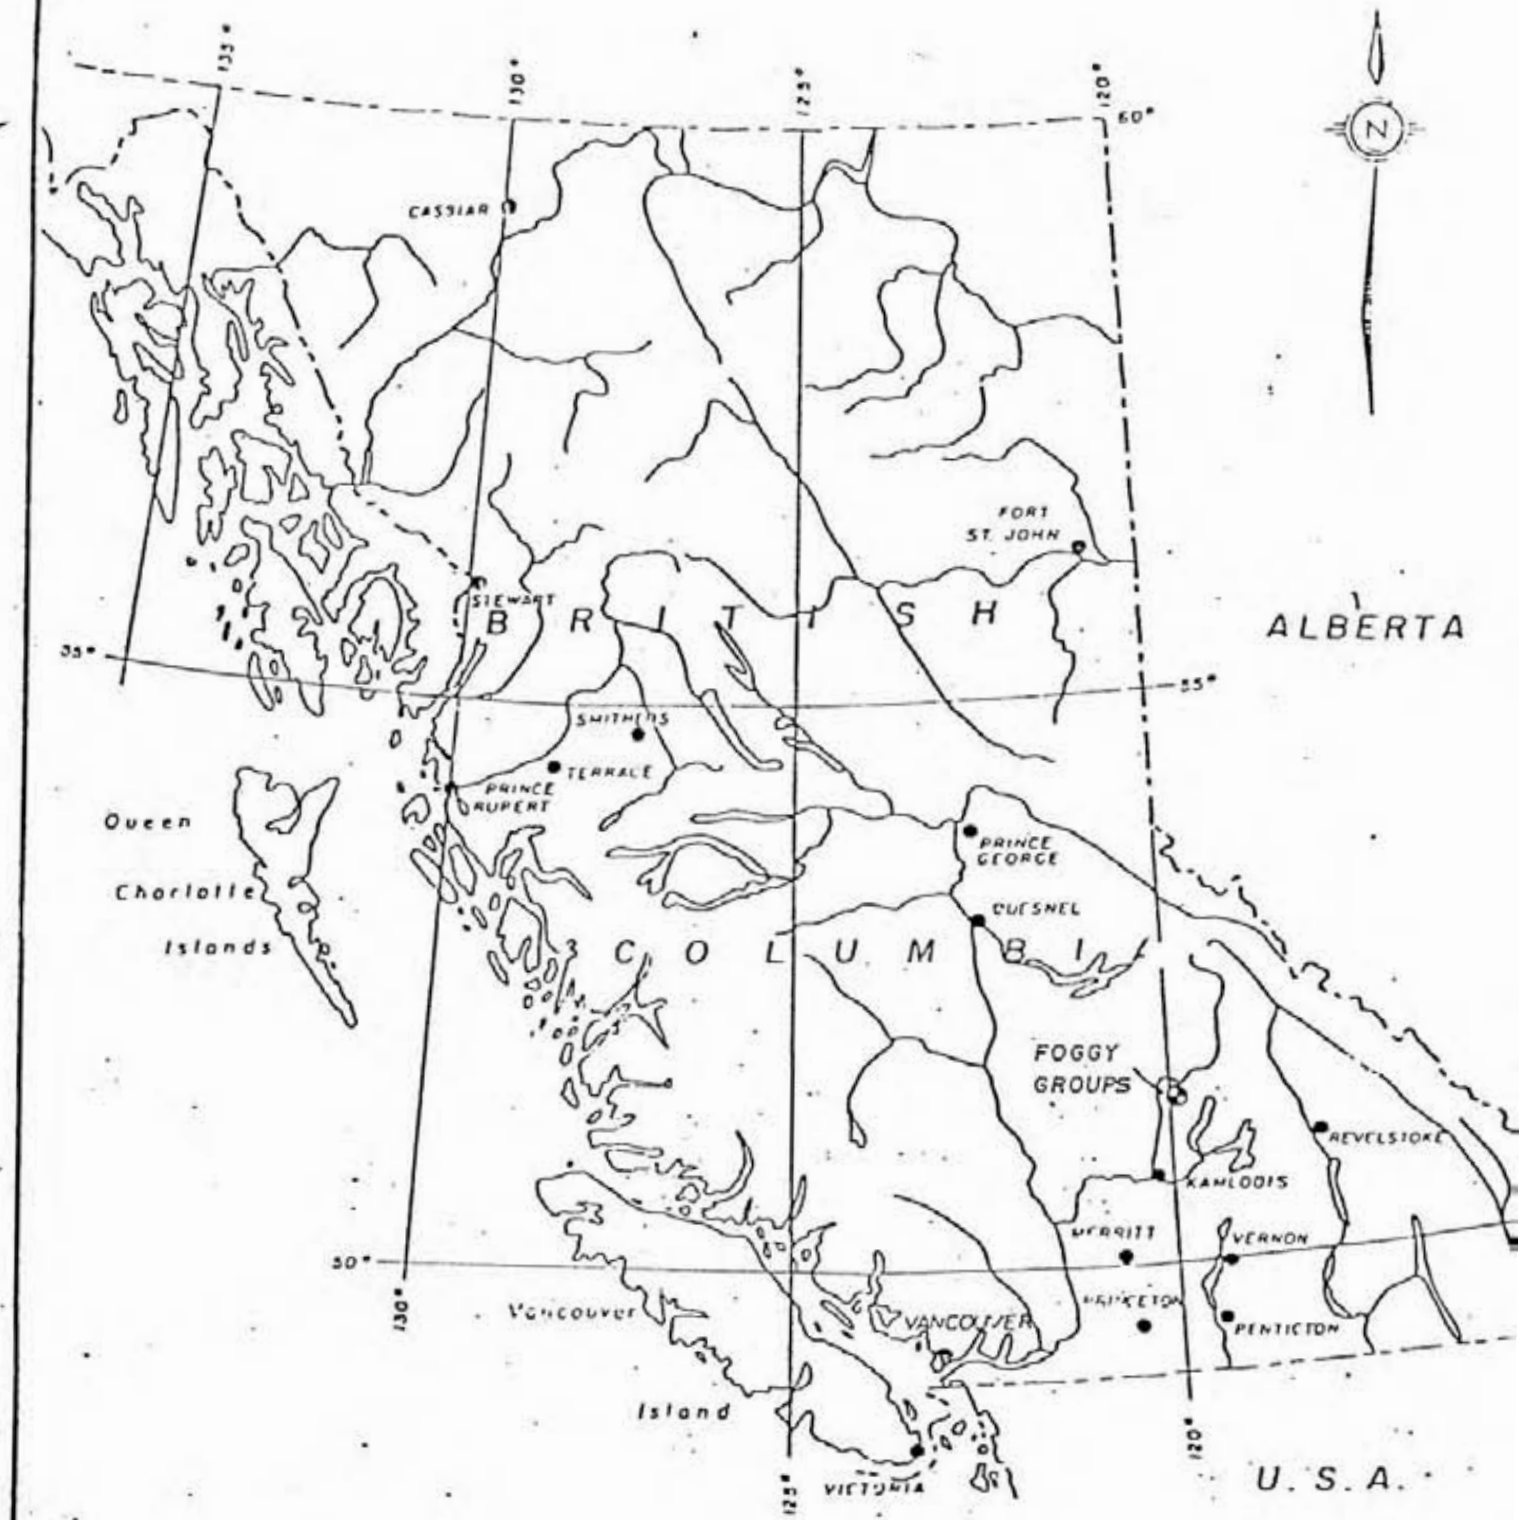 135°
130°
125°
120°
60°
N
CASSIAR
FORT
ST. JOHN
STEWART
B R I T I S H
ALBERTA
55°
55°
SMITHERS
TERRACE
PRINCE
RUPERT
Queen
Charlotte
Islands
PRINCE
GEORGE
QUESNEL
C O L U M B I
FOGGY
GROUPS
REVELSTOKE
KAMLOOPS
MERRITT
VERNON
50°
130°
Vancouver
VANCOUVER
PRINCETON
PENTICTON
Island
VICTORIA
125°
120°
U.S.A.